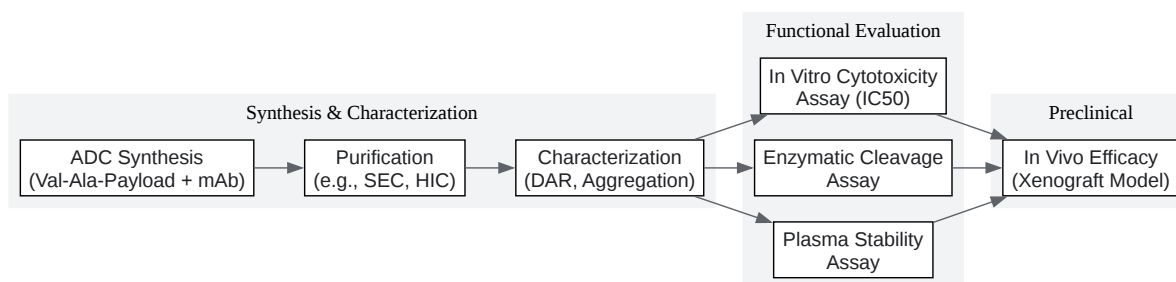 Functional Evaluation
In Vitro Cytotoxicity
Assay (IC50)
Synthesis & Characterization
Preclinical
ADC Synthesis
(Val-Ala-Payload + mAb)
Purification
(e.g., SEC, HIC)
Characterization
(DAR, Aggregation)
Enzymatic Cleavage
Assay
In Vivo Efficacy
(Xenograft Model)
Plasma Stability
Assay